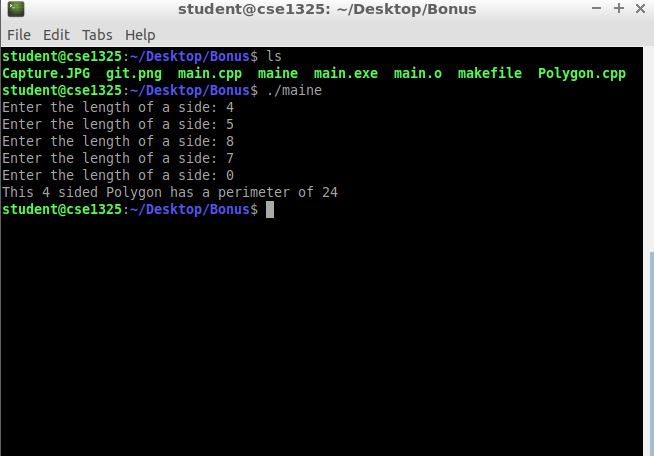 student@cse1325: ~/Desktop/Bonus
File Edit Tabs Help
student@cse1325:~/Desktop/Bonus$ ls
Capture.JPG git.png main.cpp maine main.exe main.o makefile Polygon.cpp
student@cse1325:~/Desktop/Bonus$ ./maine
Enter the length of a side: 4
Enter the length of a side: 5
Enter the length of a side: 8
Enter the length of a side: 7
Enter the length of a side: 0
This 4 sided Polygon has a perimeter of 24
student@cse1325:~/Desktop/Bonus$